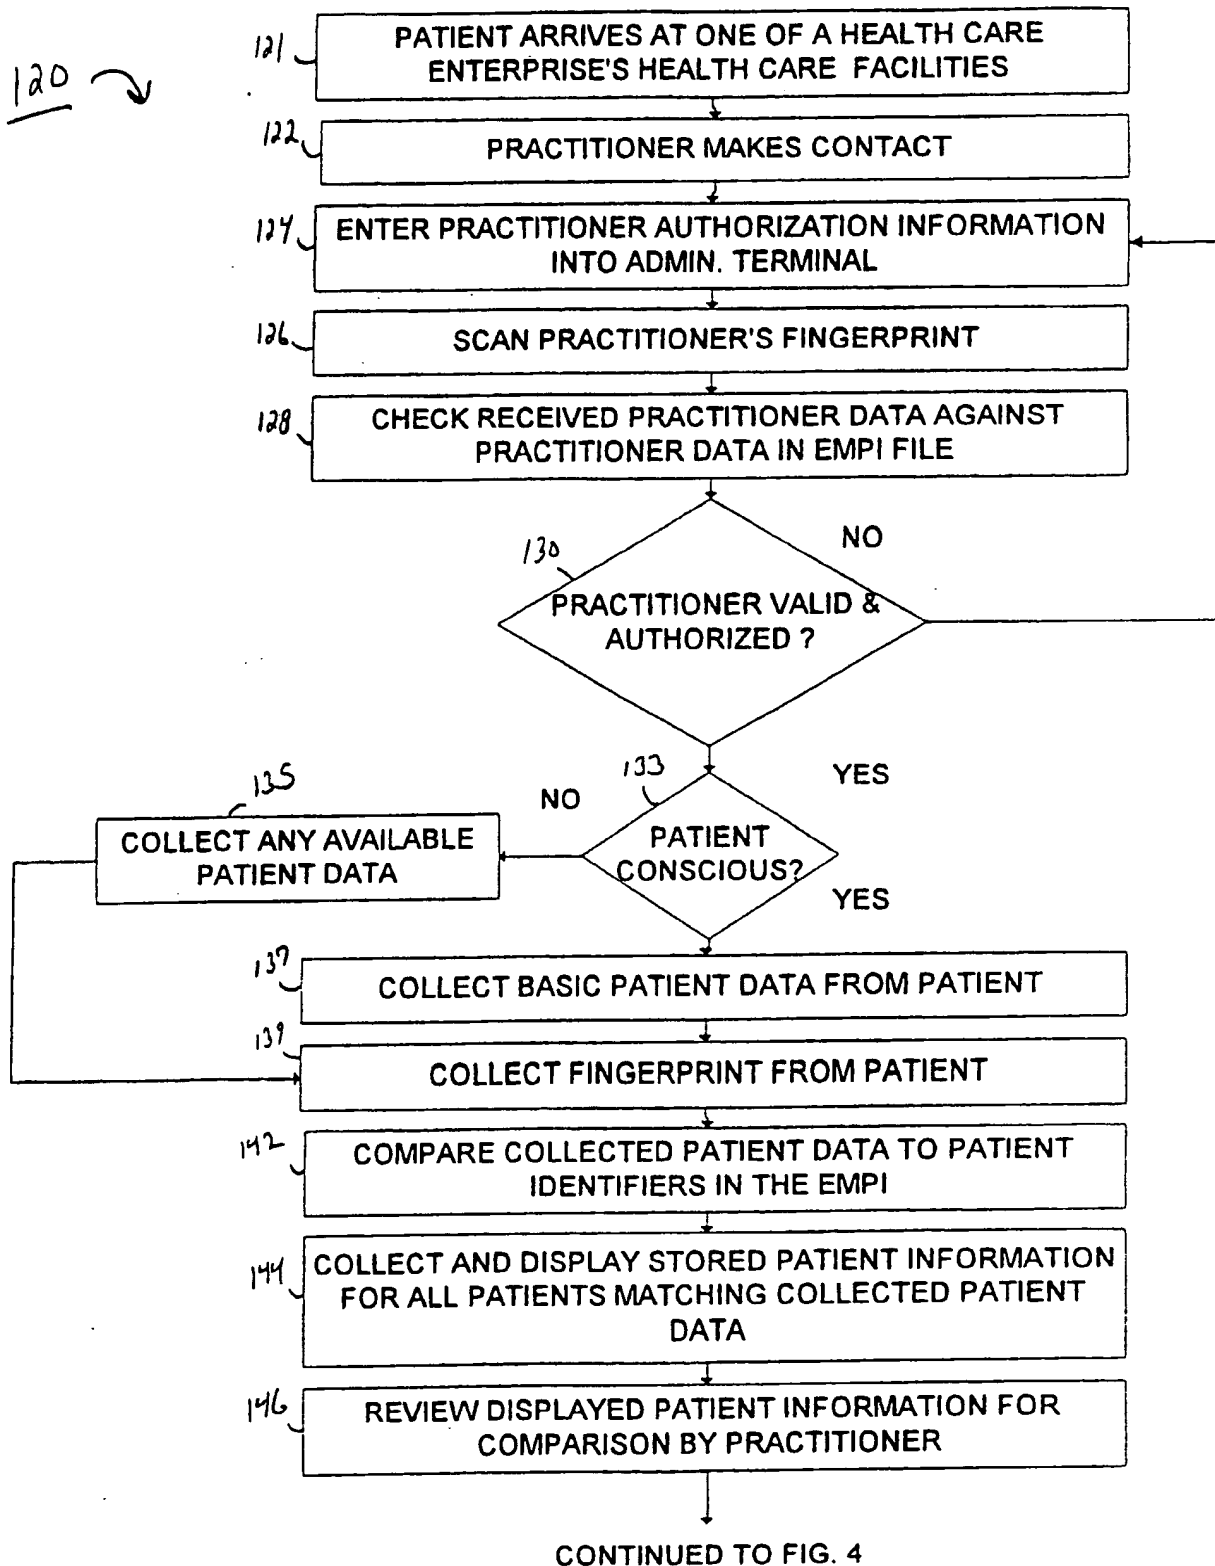 120
121
PATIENT ARRIVES AT ONE OF A HEALTH CARE
ENTERPRISE'S HEALTH CARE FACILITIES
122
PRACTITIONER MAKES CONTACT
124
ENTER PRACTITIONER AUTHORIZATION INFORMATION
INTO ADMIN. TERMINAL
126
SCAN PRACTITIONER'S FINGERPRINT
128
CHECK RECEIVED PRACTITIONER DATA AGAINST
PRACTITIONER DATA IN EMPI FILE
130
NO
PRACTITIONER VALID &
AUTHORIZED ?
133
YES
135
NO
COLLECT ANY AVAILABLE
PATIENT DATA
PATIENT
CONSCIOUS?
YES
137
COLLECT BASIC PATIENT DATA FROM PATIENT
139
COLLECT FINGERPRINT FROM PATIENT
142
COMPARE COLLECTED PATIENT DATA TO PATIENT
IDENTIFIERS IN THE EMPI
144
COLLECT AND DISPLAY STORED PATIENT INFORMATION
FOR ALL PATIENTS MATCHING COLLECTED PATIENT
DATA
146
REVIEW DISPLAYED PATIENT INFORMATION FOR
COMPARISON BY PRACTITIONER
CONTINUED TO FIG. 4